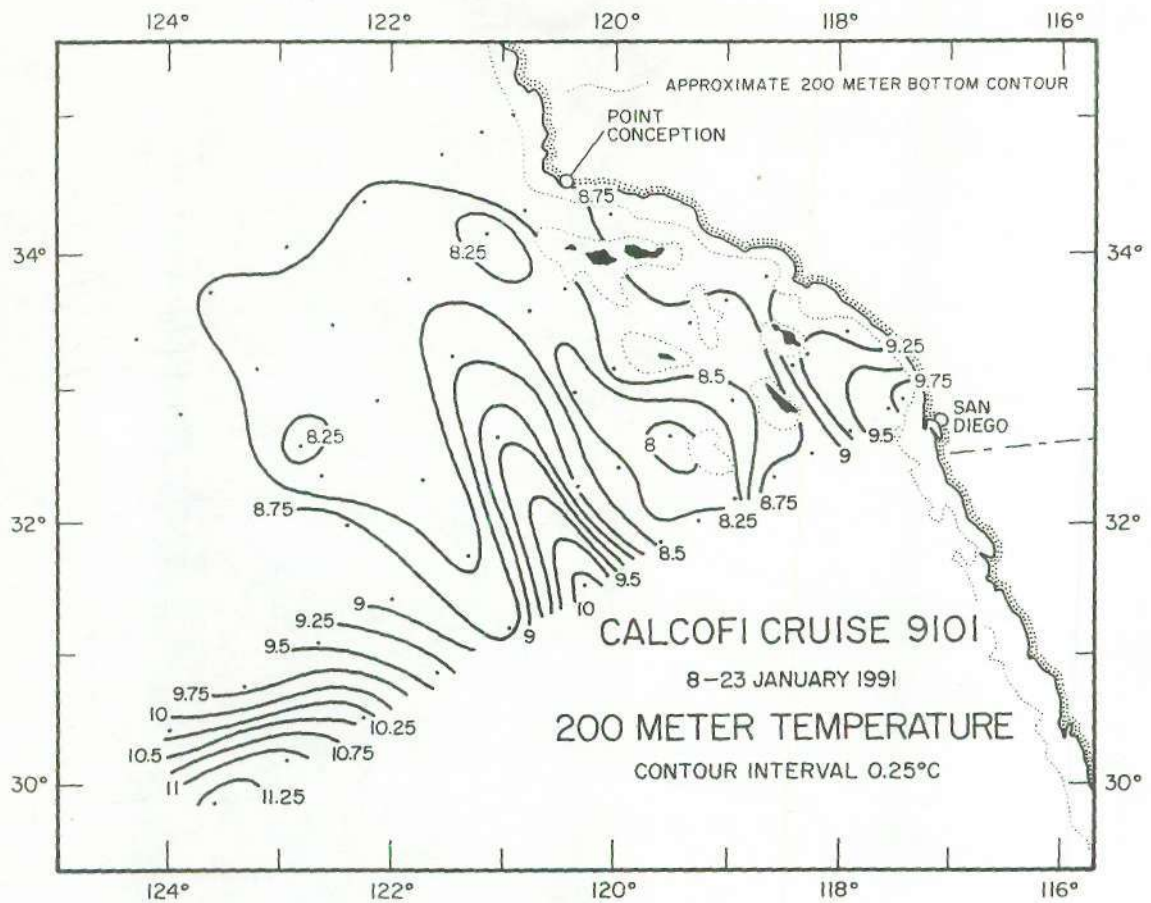 124° 122° 120° 118° 116°
APPROXIMATE 200 METER BOTTOM CONTOUR
POINT
CONCEPTION
8.75
34° 8.25 34°
9.25
8.5 9.75
SAN
DIEGO
8.25 8 9.5
9
8.75 8.75
32° 8.25 32°
8.5
9.5
9 10
9.25 9
9.5
CALCOFI CRUISE 9101
8–23 JANUARY 1991
9.75
10 10.25
200 METER TEMPERATURE
10.5 10.75
CONTOUR INTERVAL 0.25°C
30° 11 30°
11.25
124° 122° 120° 118° 116°